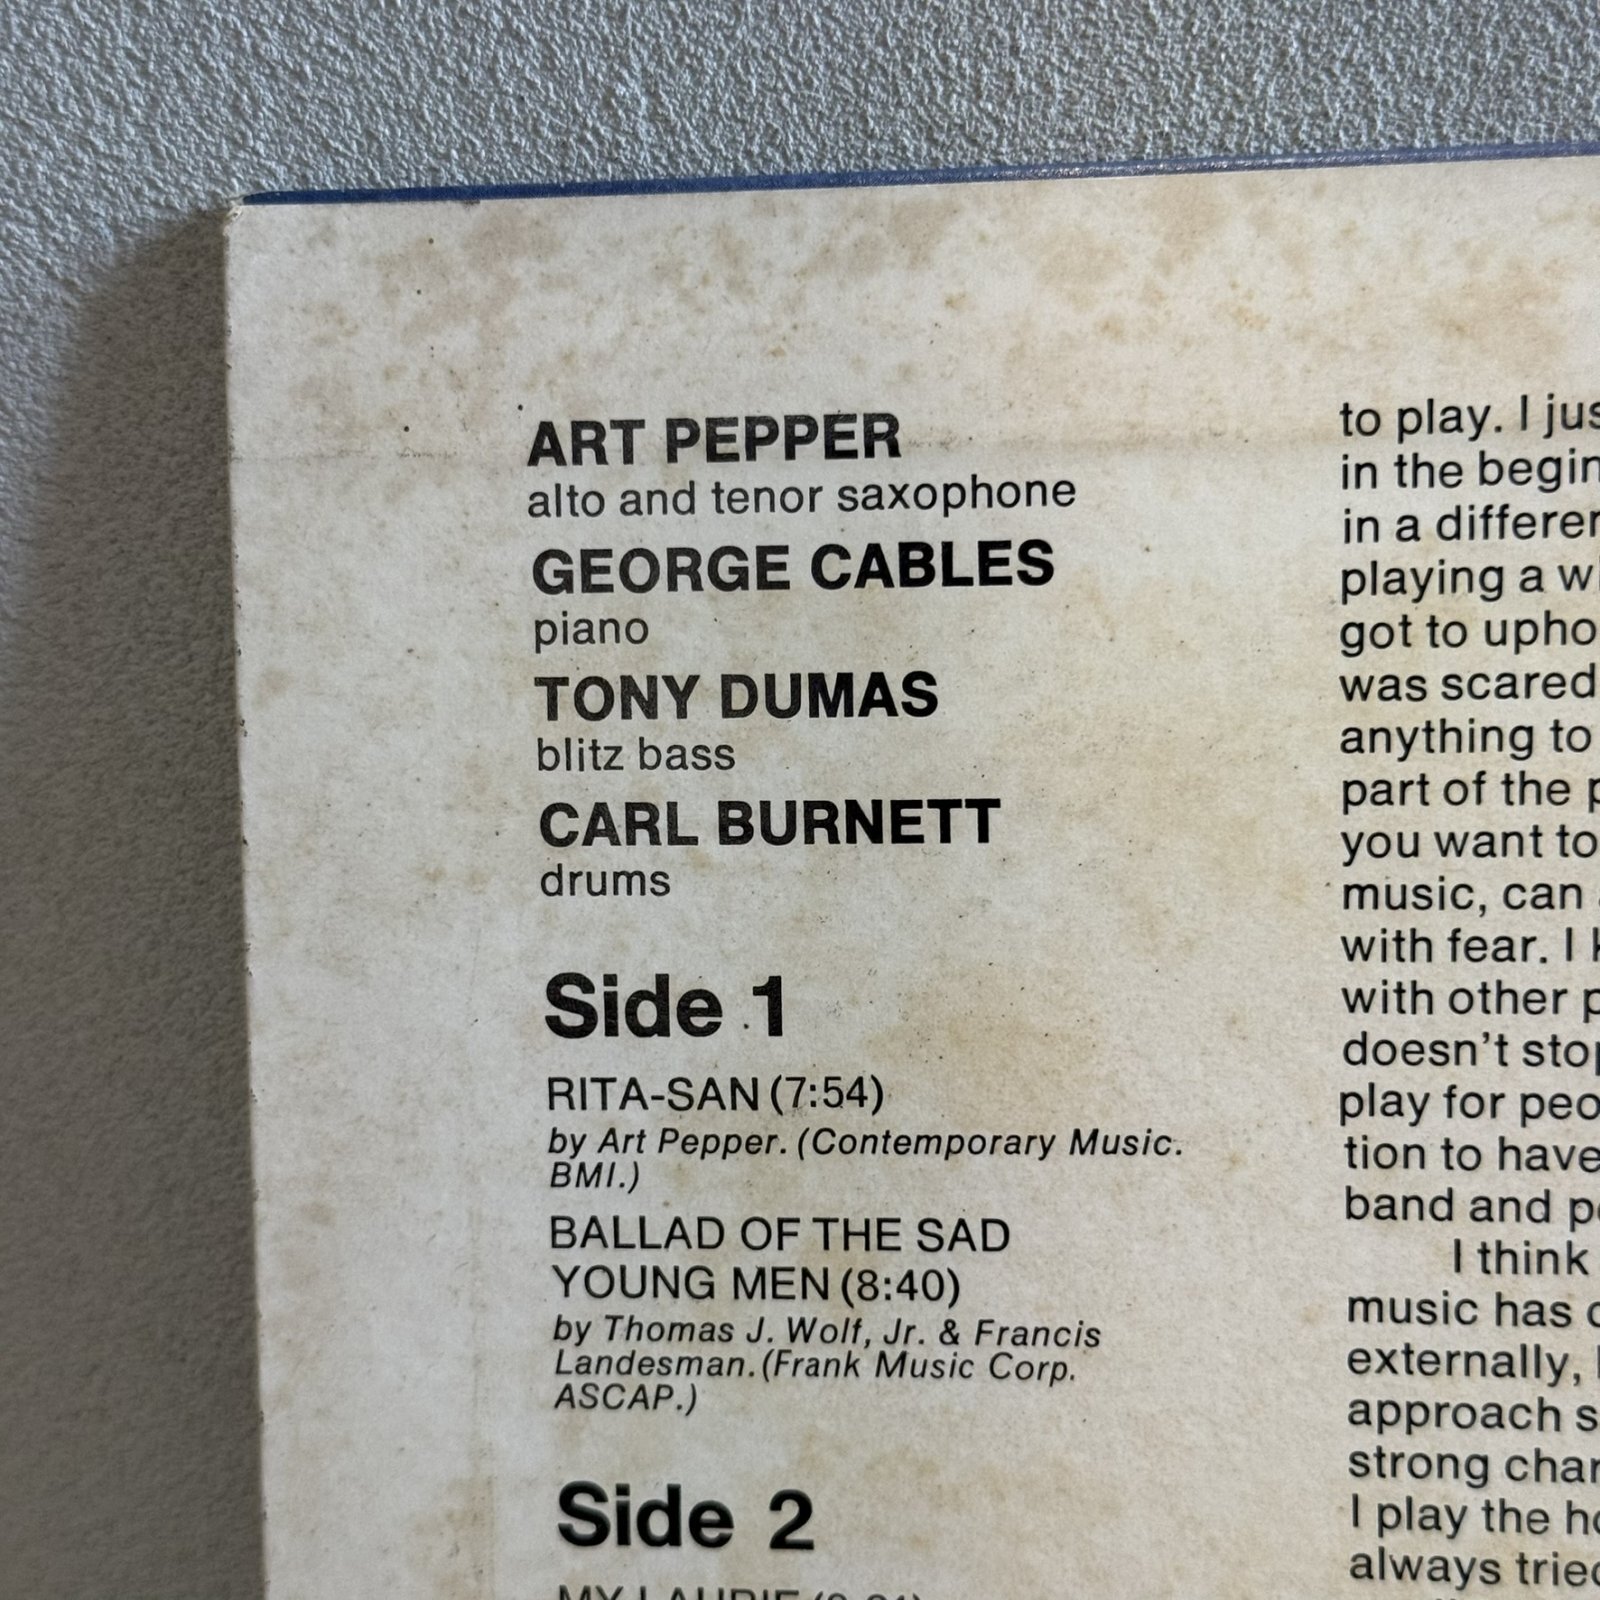 ART PEPPER
alto and tenor saxophone
GEORGE CABLES
piano
TONY DUMAS
blitz bass
CARL BURNETT
drums
Side 1
RITA-SAN (7:54)
by Art Pepper. (Contemporary Music.
BMI.)
BALLAD OF THE SAD
YOUNG MEN (8:40)
by Thomas J. Wolf, Jr. & Francis
Landesman. (Frank Music Corp.
ASCAP.)
Side 2
MY LAURIE
to play. I
in the
in a
playing a
got to
was scared
anything to
part of the
you want to
music, can
with fear. I
with other
doesn't
play for
tion to have
band and
I think
music has
externally,
approach
strong
I play the
always